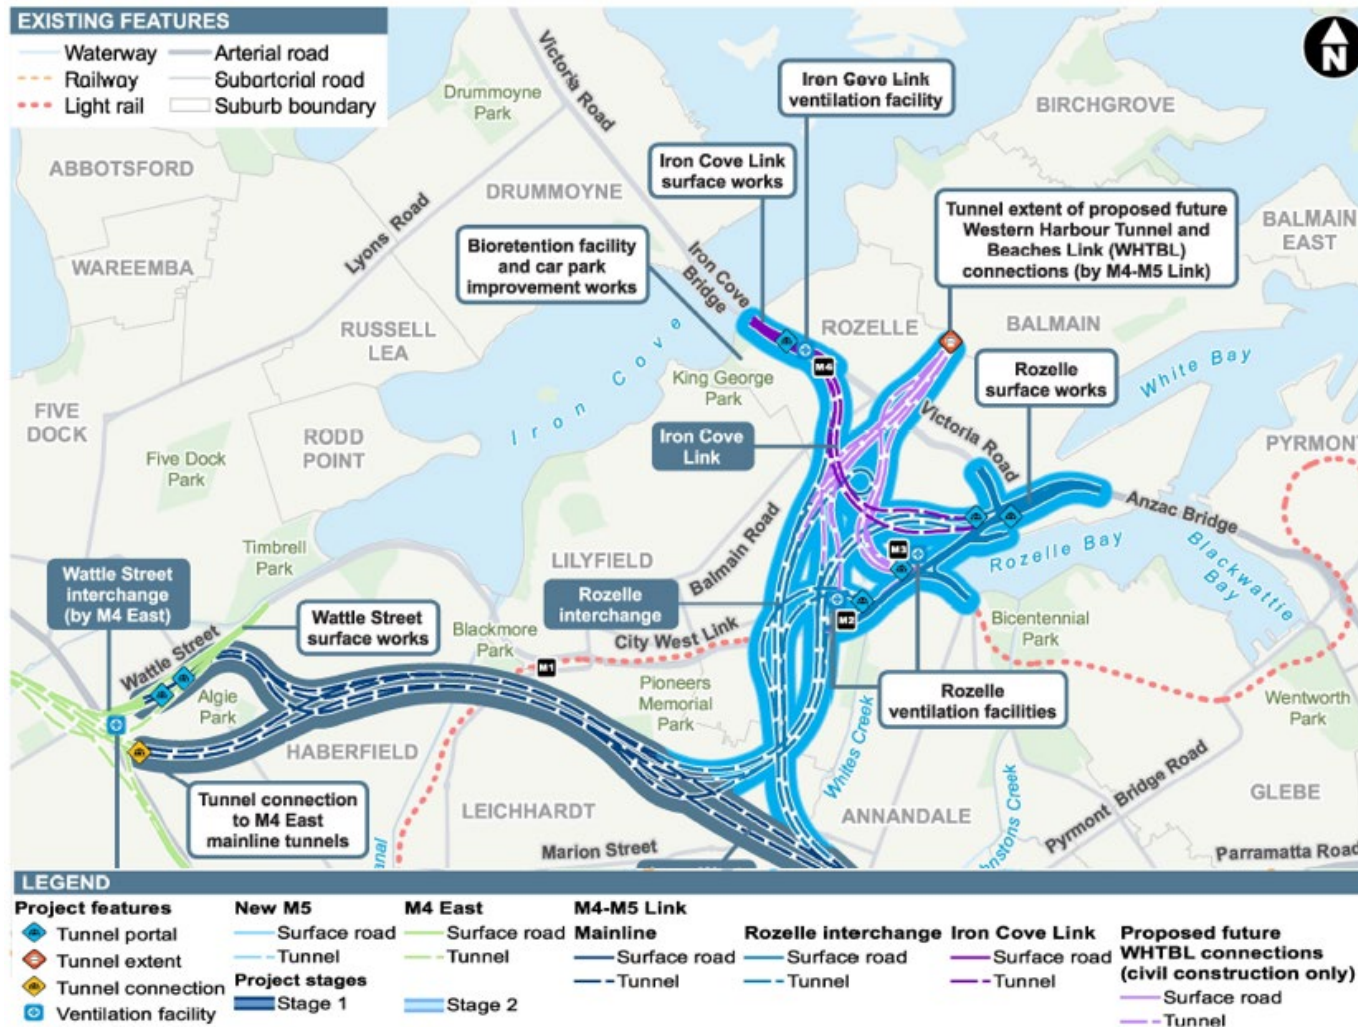 EXISTING FEATURES
Waterway
Arterial road
Railway
Subartorial road
Light rail
Suburb boundary
N
Drummoyne
Park
Victoria Road
Iron Gove Link
ventilation facility
BIRCHGROVE
ABBOTSFORD
Iron Cove Link
surface works
DRUMMOYNE
Tunnel extent of proposed future
Western Harbour Tunnel and
Beaches Link (WHTBL)
connections (by M4-M5 Link)
BALMAIN
EAST
Lyons Road
Bioretention facility
and car park
improvement works
Iron Cove
Bridge
WAREEMBA
RUSSELL
LEA
ROZELLE
BALMAIN
White Bay
Iron Cove
King George
Park
M4
Rozelle
surface works
FIVE
DOCK
RODD
POINT
Iron Cove
Link
Victoria Road
PYRMONT
Five Dock
Park
Anzac Bridge
Timbrell
Park
LILYFIELD
Balmain Road
M3
Rozelle Bay
Blackwattie
Bay
Wattle Street
interchange
(by M4 East)
Wattle Street
surface works
Rozelle
interchange
Blackmore
Park
City West Link
M2
Bicentennial
Park
Wattle Street
M1
Algie
Park
Pioneers
Memorial
Park
Rozelle
ventilation facilities
Wentworth
Park
HABERFIELD
Whites Creek
Tunnel connection
to M4 East
mainline tunnels
LEICHHARDT
ANNANDALE
Pyrmont Bridge Road
GLEBE
Marion Street
anal
hnstons Creek
Parramatta Road
LEGEND
Project features
Tunnel portal
Tunnel extent
Tunnel connection
Ventilation facility
New M5
Surface road
Tunnel
Project stages
Stage 1
Stage 2
M4 East
Surface road
Tunnel
M4-M5 Link
Mainline
Surface road
Tunnel
Rozelle interchange
Surface road
Tunnel
Iron Cove Link
Surface road
Tunnel
Proposed future
WHTBL connections
(civil construction only)
Surface road
Tunnel